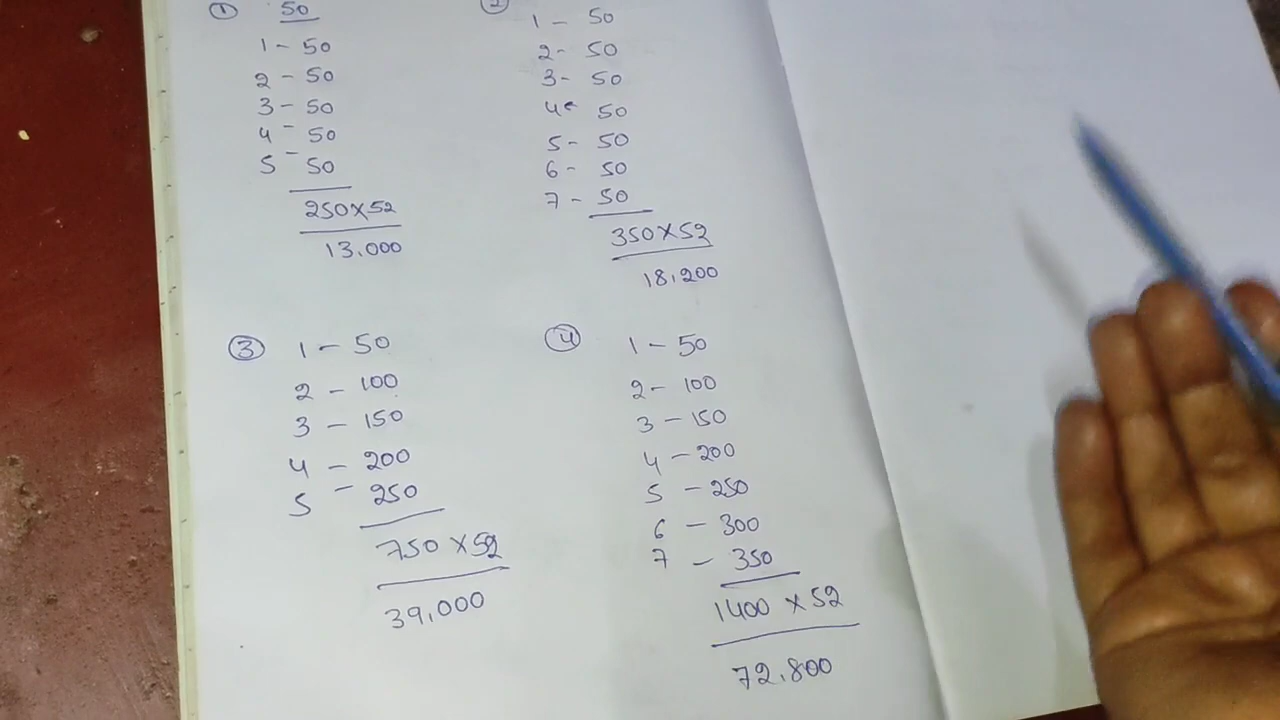 ① 50
1 - 50
2 - 50
3 - 50
4 - 50
5 - 50
250 x 52
13.000
2
1 - 50
2 - 50
3 - 50
4 - 50
5 - 50
6 - 50
7 - 50
350 x 52
18,200
③ 1 - 50
2 - 100
3 - 150
4 - 200
5 - 250
750 x 52
39,000
④ 1 - 50
2 - 100
3 - 150
4 - 200
5 - 250
6 - 300
7 - 350
1400 x 52
72.800